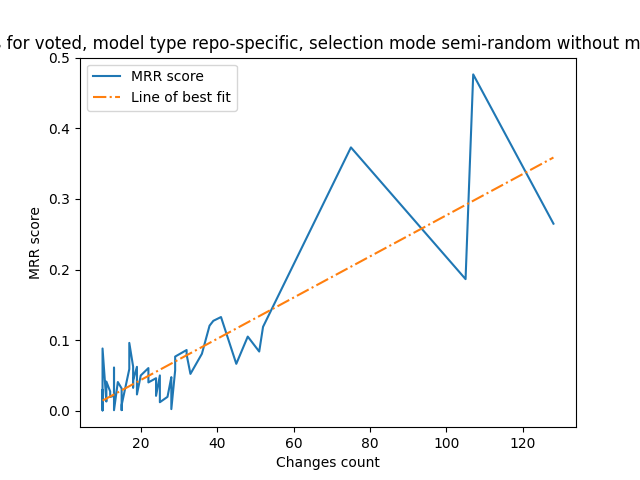 for voted, model type repo-specific, selection mode semi-random without
MRR score
Line of best fit
0.5
0.4
0.3
0.2
0.1
0.0
MRR score
20 40 60 80 100 120
Changes count